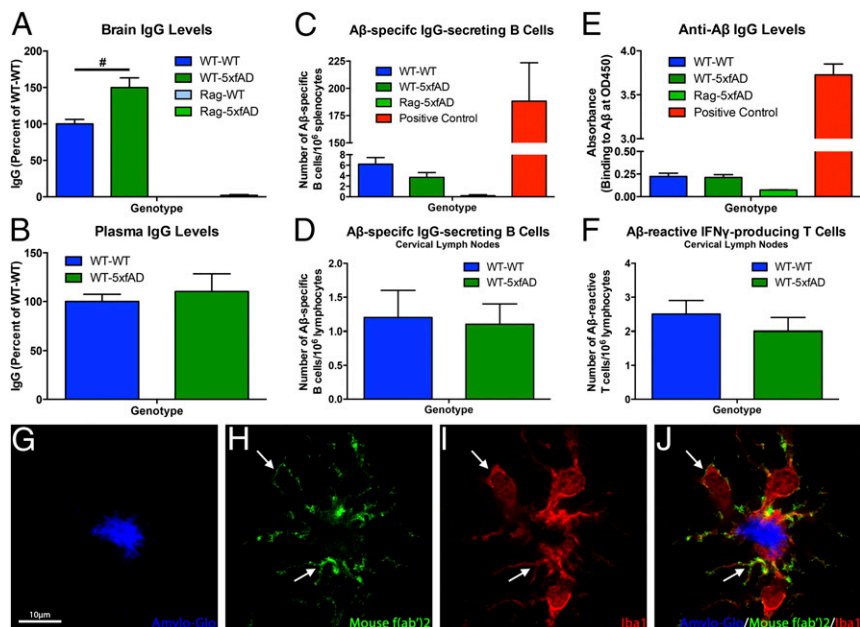 A
Brain IgG Levels
IgG (Percent of WT-WT)
200
150
100
50
0
#
WT-WT
WT-5xfAD
Rag-WT
Rag-5xfAD
Genotype
B
Plasma IgG Levels
IgG (Percent of WT-WT)
150
100
50
0
WT-WT
WT-5xfAD
Genotype
C
Aβ-specifc IgG-secreting B Cells
Number of Aβ-specific
B cells/10⁶ splenocytes
225
200
175
150
8
6
4
2
0
WT-WT
WT-5xfAD
Rag-5xfAD
Positive Control
Genotype
D
Aβ-specifc IgG-secreting B Cells
Cervical Lymph Nodes
Number of Aβ-specific
B cells/10⁶ lymphocytes
2.0
1.5
1.0
0.5
0.0
WT-WT
WT-5xfAD
Genotype
E
Anti-Aβ IgG Levels
Absorbance
(Binding to Aβ at OD450)
4.0
3.5
3.0
0.25
0.00
WT-WT
WT-5xfAD
Rag-5xfAD
Positive Control
Genotype
F
Aβ-reactive IFNγ-producing T Cells
Cervical Lymph Nodes
Number of Aβ-reactive
T cells/10⁶ lymphocytes
4
3
2
1
0
WT-WT
WT-5xfAD
Genotype
G
10μm
Amylo-Glo
H
Mouse f(ab')2
I
Iba1
J
Amylo-Glo/Mouse f(ab')2/Iba1